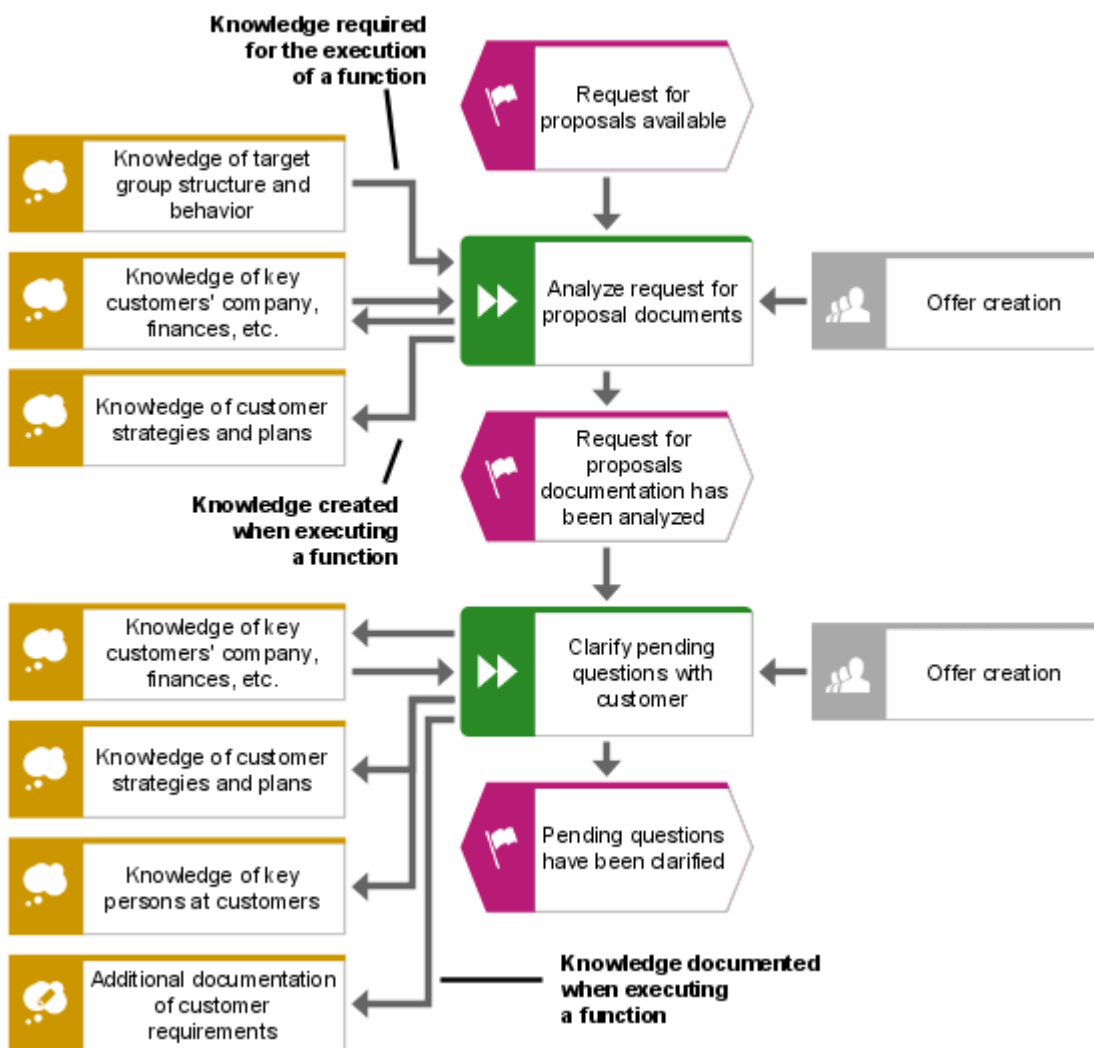 Knowledge required
for the execution
of a function
Request for
proposals available
Knowledge of target
group structure and
behavior
Knowledge of key
customers' company,
finances, etc.
Analyze request for
proposal documents
Offer creation
Knowledge of customer
strategies and plans
Request for
proposals
documentation has
been analyzed
Knowledge created
when executing
a function
Knowledge of key
customers' company,
finances, etc.
Clarify pending
questions with
customer
Offer creation
Knowledge of customer
strategies and plans
Pending questions
have been clarified
Knowledge of key
persons at customers
Additional documentation
of customer
requirements
Knowledge documented
when executing
a function